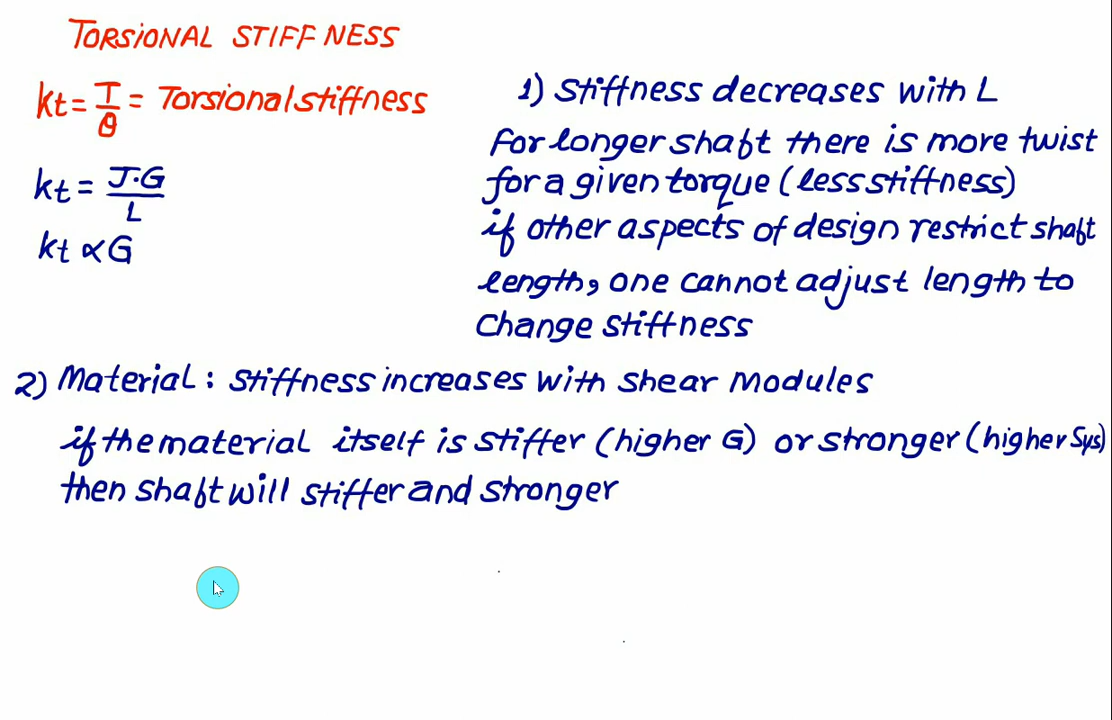 TORSIONAL STIFFNESS
kt = T/θ = Torsional stiffness
kt = J·G/L
kt ∝ G
1) Stiffness decreases with L
For longer shaft there is more twist
for a given torque (less stiffness)
if other aspects of design restrict shaft
length, one cannot adjust length to
Change stiffness
2) Material : stiffness increases with shear modules
if the material itself is stiffer (higher G) or stronger (higher Sys)
then shaft will stiffer and stronger